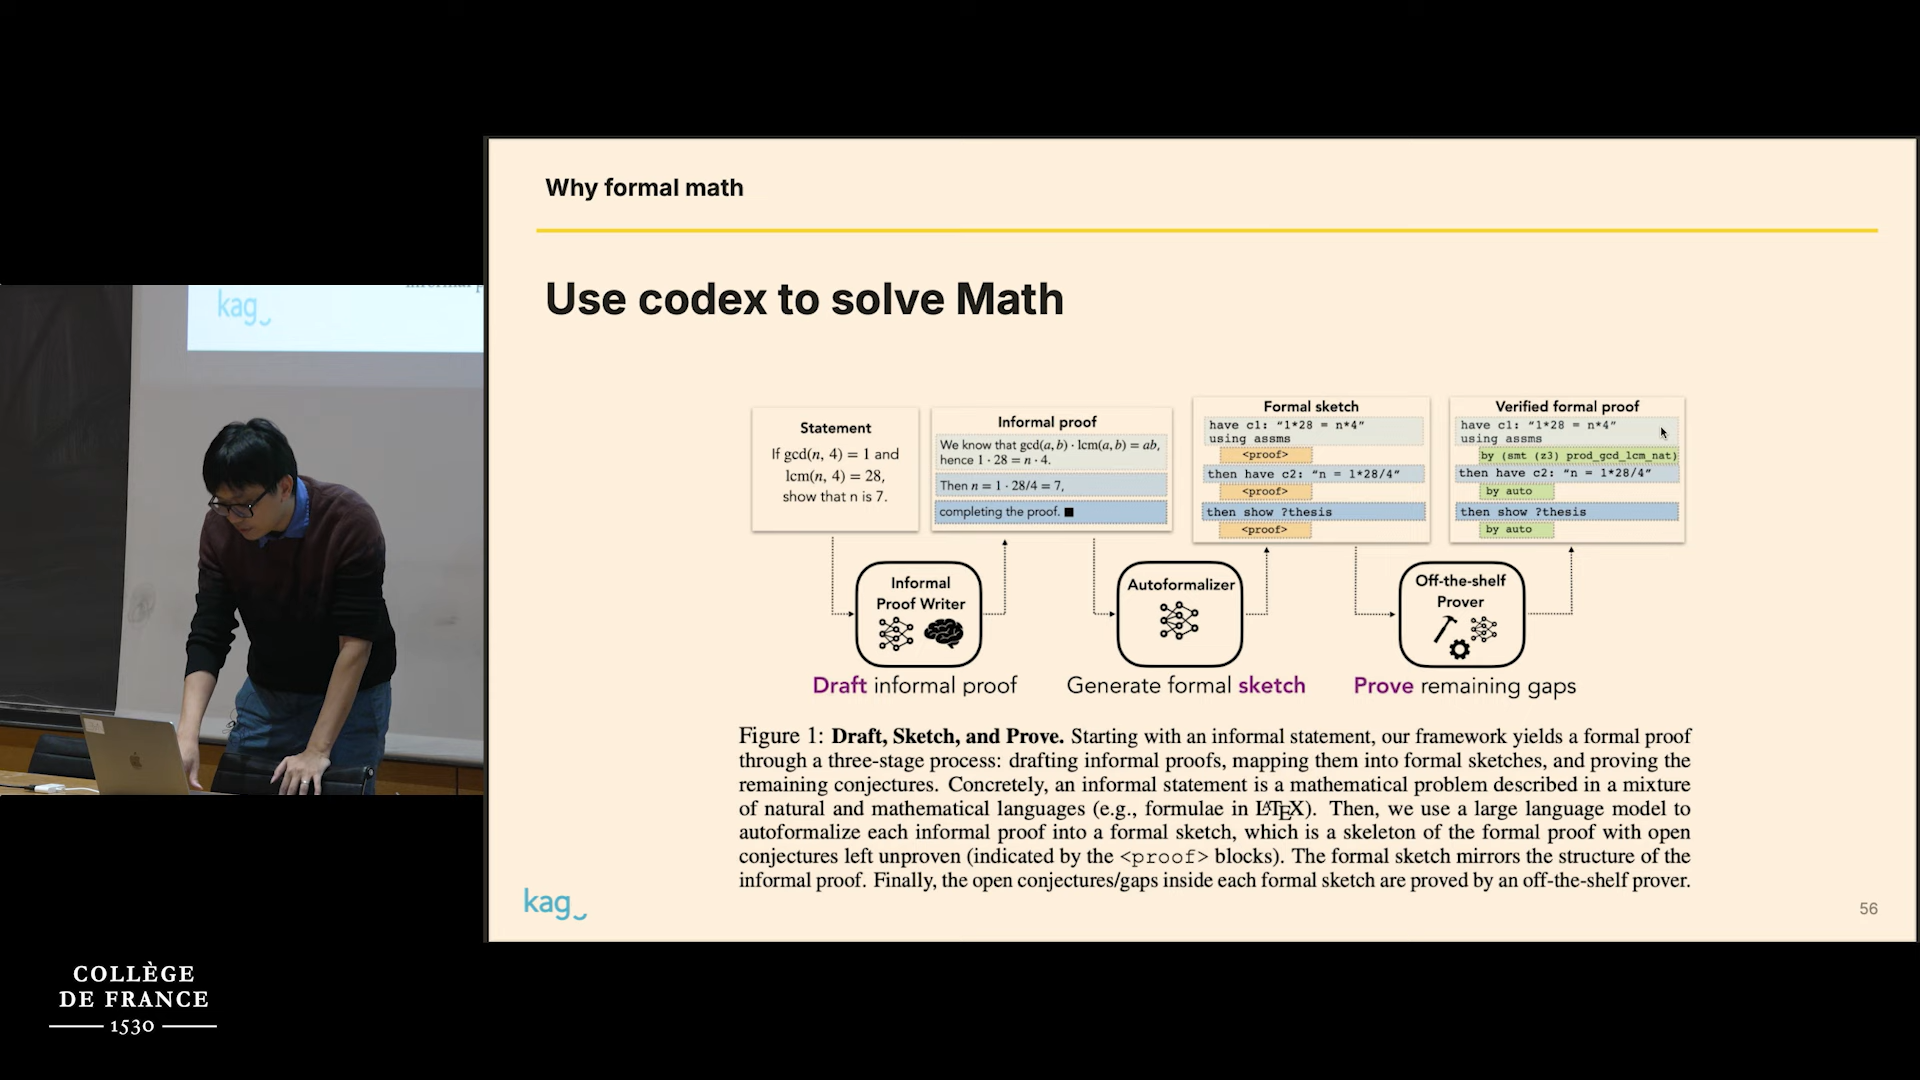 kag
Why formal math
Use codex to solve Math
Statement
If gcd(n, 4) = 1 and
lcm(n, 4) = 28,
show that n is 7.
Informal proof
We know that gcd(a, b) · lcm(a, b) = ab,
hence 1 · 28 = n · 4.
Then n = 1 · 28/4 = 7,
completing the proof. ■
Formal sketch
have c1: “1*28 = n*4”
using assms
<proof>
then have c2: “n = 1*28/4”
<proof>
then show ?thesis
<proof>
Verified formal proof
have c1: “1*28 = n*4”
using assms
by (smt (z3) prod_gcd_lcm_nat)
then have c2: “n = 1*28/4”
by auto
then show ?thesis
by auto
Informal
Proof Writer
Autoformalizer
Off-the-shelf
Prover
Draft informal proof
Generate formal sketch
Prove remaining gaps
Figure 1: Draft, Sketch, and Prove. Starting with an informal statement, our framework yields a formal proof
through a three-stage process: drafting informal proofs, mapping them into formal sketches, and proving the
remaining conjectures. Concretely, an informal statement is a mathematical problem described in a mixture
of natural and mathematical languages (e.g., formulae in LATEX). Then, we use a large language model to
autoformalize each informal proof into a formal sketch, which is a skeleton of the formal proof with open
conjectures left unproven (indicated by the <proof> blocks). The formal sketch mirrors the structure of the
informal proof. Finally, the open conjectures/gaps inside each formal sketch are proved by an off-the-shelf prover.
kag
56
COLLÈGE
DE FRANCE
1530